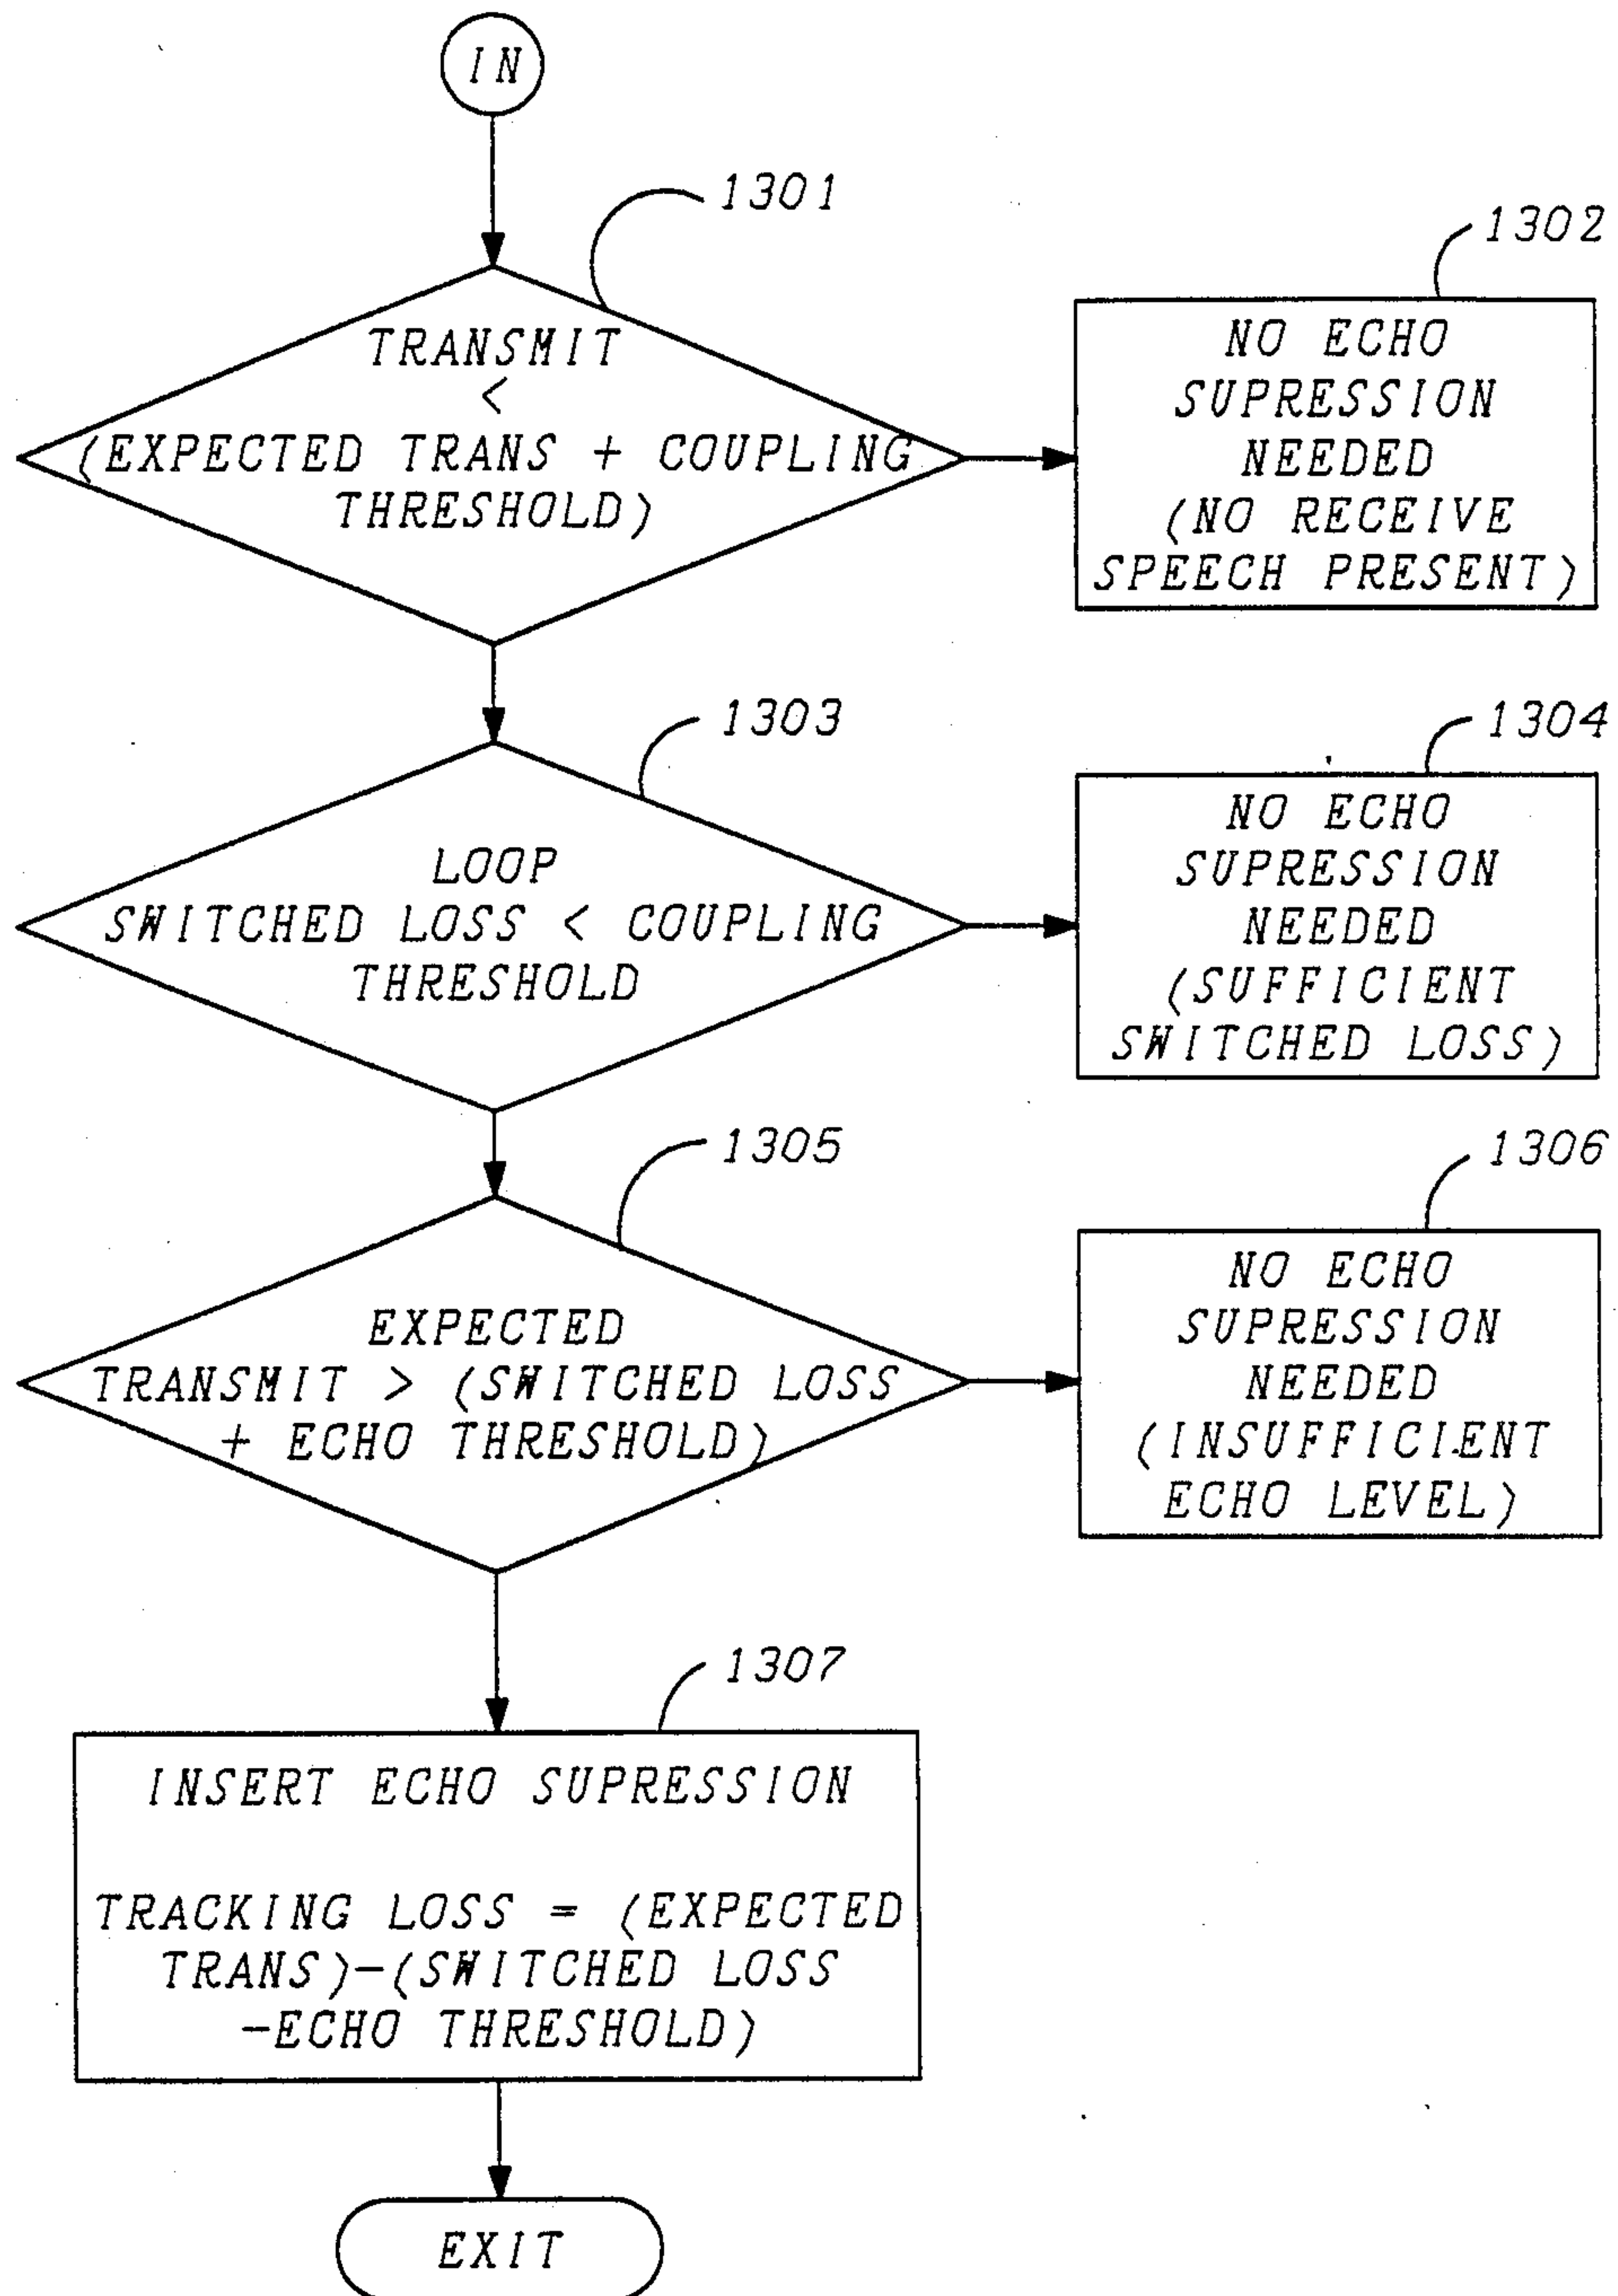 IN
1301
TRANSMIT
<
(EXPECTED TRANS + COUPLING
THRESHOLD)
1302
NO ECHO
SUPRESSION
NEEDED
(NO RECEIVE
SPEECH PRESENT)
1303
LOOP
SWITCHED LOSS < COUPLING
THRESHOLD
1304
NO ECHO
SUPRESSION
NEEDED
(SUFFICIENT
SWITCHED LOSS)
1305
EXPECTED
TRANSMIT > (SWITCHED LOSS
+ ECHO THRESHOLD)
1306
NO ECHO
SUPRESSION
NEEDED
(INSUFFICIENT
ECHO LEVEL)
1307
INSERT ECHO SUPRESSION
TRACKING LOSS = (EXPECTED
TRANS)-(SWITCHED LOSS
-ECHO THRESHOLD)
EXIT